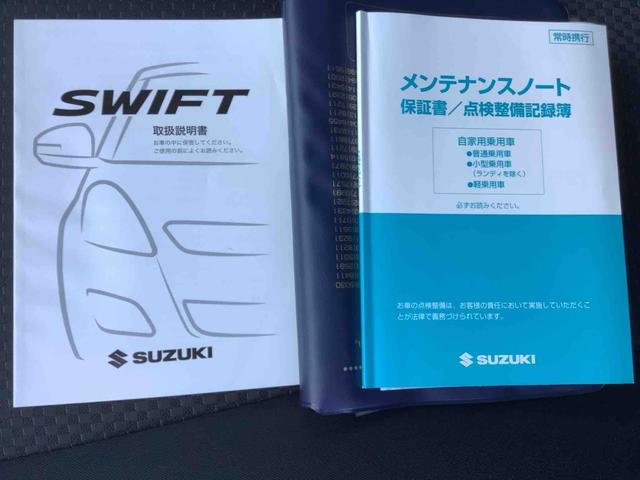 SWIFT
取扱説明書
お車の中に保管してください。
ご使用の前によくお読みください。
SUZUKI
常時携行
メンテナンスノート
保証書／点検整備記録簿
自家用乗用車
●普通乗用車
●小型乗用車
（ランディを除く）
●軽乗用車
必ずお読みください。
お車の点検整備は、お客様の責任において実施していただくこ
とが法律で義務づけられています。
SUZUKI